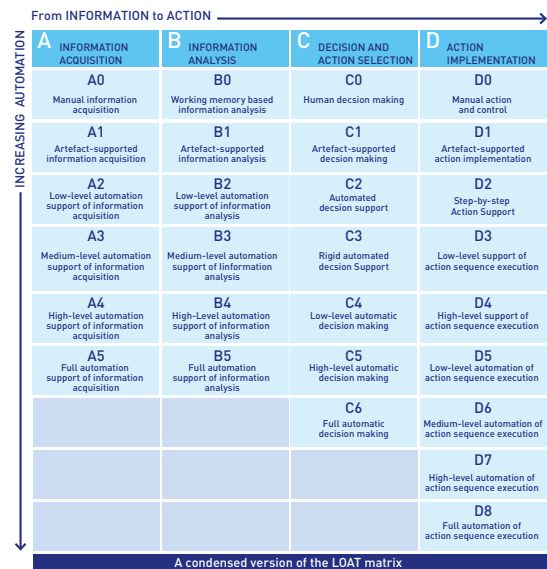 From INFORMATION to ACTION
INCREASING AUTOMATION
A INFORMATION
ACQUISITION
B INFORMATION
ANALYSIS
C DECISION AND
ACTION SELECTION
D ACTION
IMPLEMENTATION
A0
Manual information
acquisition
B0
Working memory based
information analysis
C0
Human decsion making
D0
Manual action
and control
A1
Artefact-supported
information acquisition
B1
Artefact-supported
information analysis
C1
Artefact-supported
decsion making
D1
Artefact-supported
action implementation
A2
Low-level automation
support of information
acquisition
B2
Low-level automation
support of information
analysis
C2
Automated
decsion support
D2
Step-by-step
Action Support
A3
Medium-level automation
support of information
acquisition
B3
Medium-level automation
support of Iinformation
analysis
C3
Rigid automated
decsion Support
D3
Low-level support of
action sequence execution
A4
High-level automation
support of information
acquisition
B4
High-Level automation
support of information
analysis
C4
Low-level automatic
decision making
D4
High-level support of
action sequence execution
A5
Full automation
support of information
acquisition
B5
Full automation
support of information
analysis
C5
High-level automatic
decision making
D5
Low-level automation of
action sequence execution
C6
Full automatic
decision making
D6
Medium-level automation of
action sequence execution
D7
High-level automation of
action sequence execution
D8
Full automation of
action sequence execution
A condensed version of the LOAT matrix